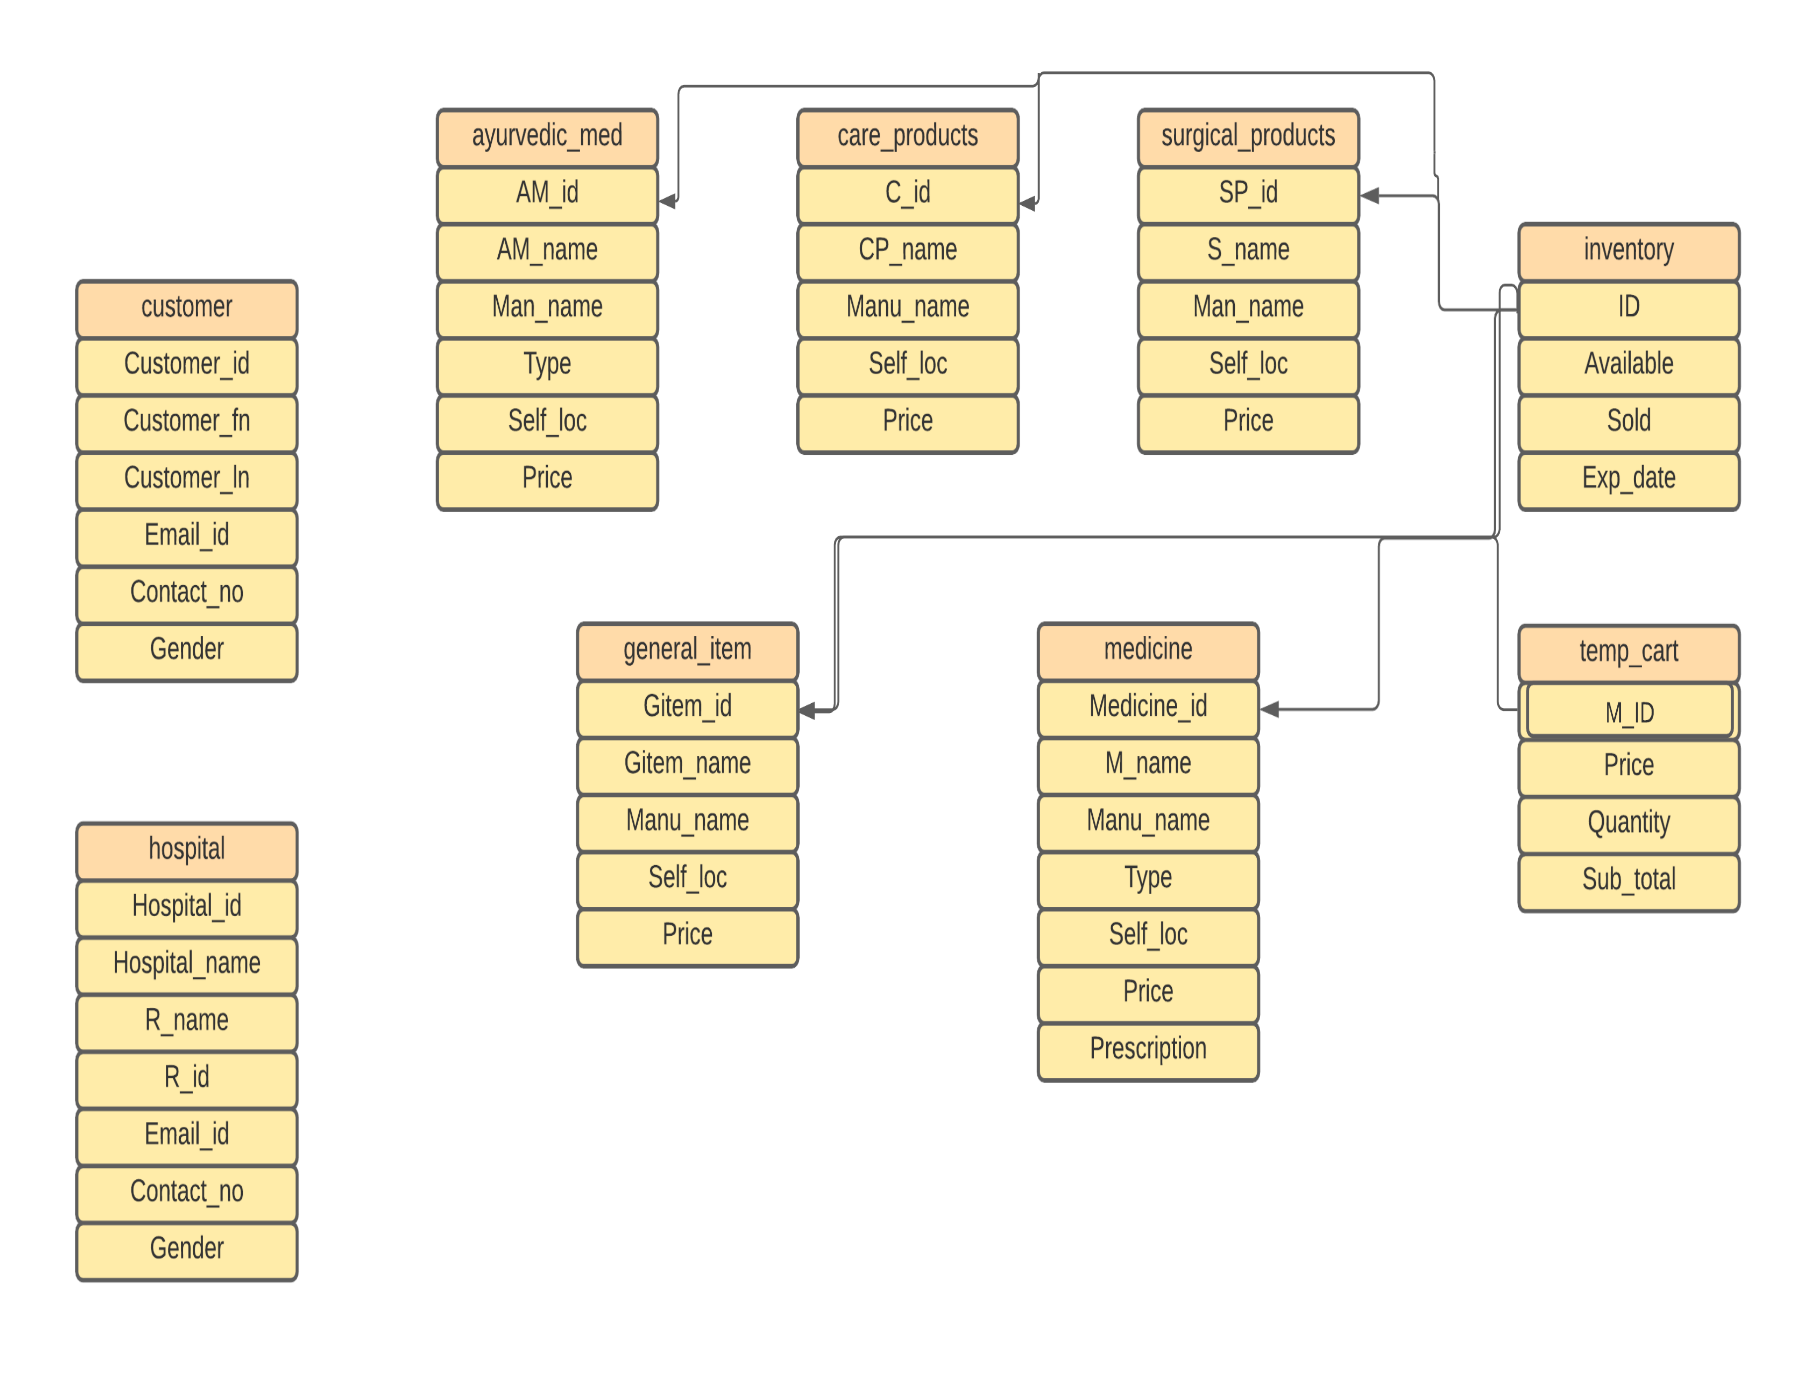 ayurvedic_med
AM_id
AM_name
Man_name
Type
Self_loc
Price
care_products
C_id
CP_name
Manu_name
Self_loc
Price
surgical_products
SP_id
S_name
Man_name
Self_loc
Price
inventory
ID
Available
Sold
Exp_date
customer
Customer_id
Customer_fn
Customer_ln
Email_id
Contact_no
Gender
general_item
Gitem_id
Gitem_name
Manu_name
Self_loc
Price
medicine
Medicine_id
M_name
Manu_name
Type
Self_loc
Price
Prescription
temp_cart
M_ID
Price
Quantity
Sub_total
hospital
Hospital_id
Hospital_name
R_name
R_id
Email_id
Contact_no
Gender